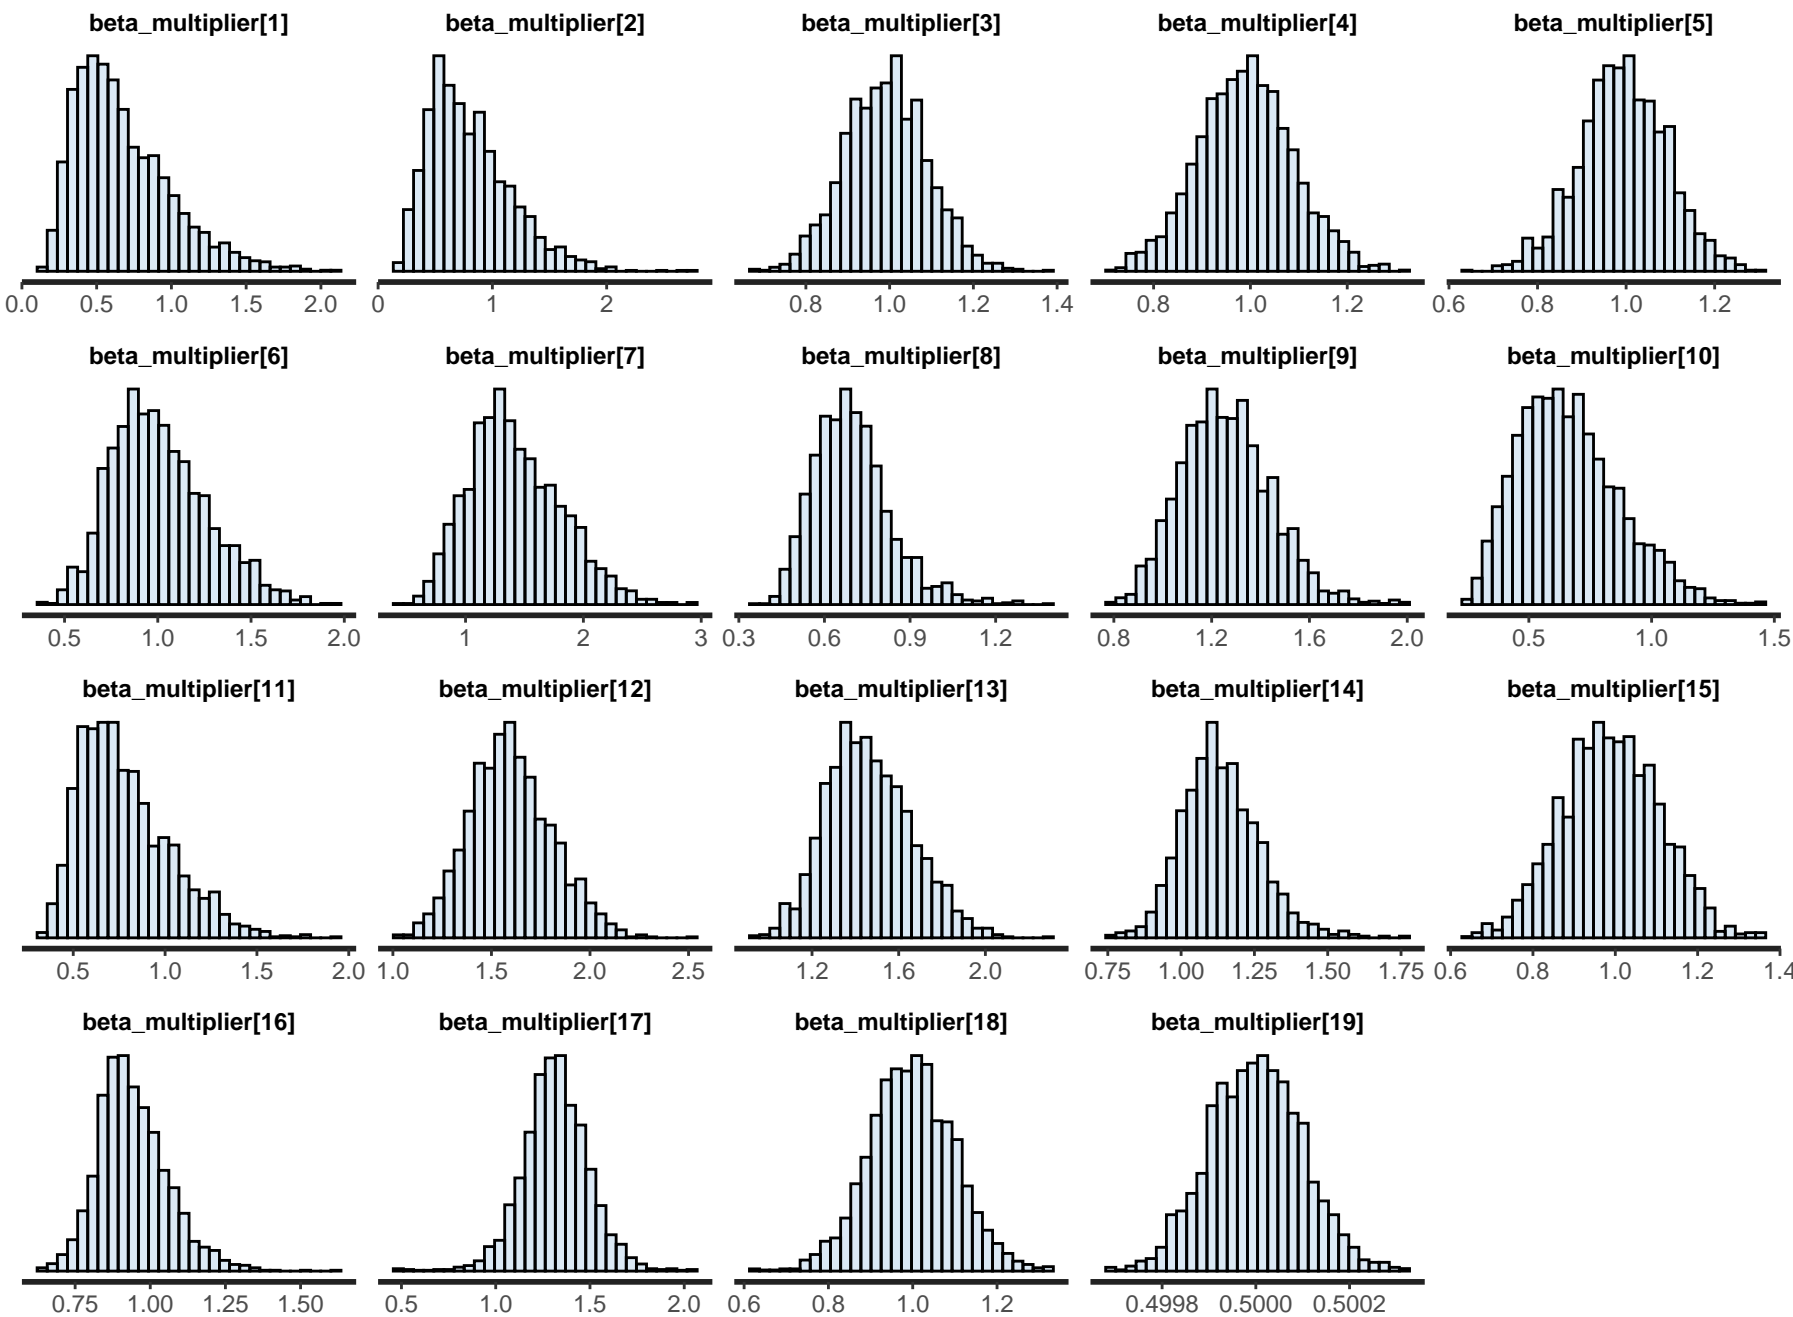 beta_multiplier[1] beta_multiplier[2] beta_multiplier[3] beta_multiplier[4] beta_multiplier[5]
0.0 0.5 1.0 1.5 2.0 0 1 2 0.8 1.0 1.2 1.4 0.8 1.0 1.2 0.6 0.8 1.0 1.2
beta_multiplier[6] beta_multiplier[7] beta_multiplier[8] beta_multiplier[9] beta_multiplier[10]
0.5 1.0 1.5 2.0 1 2 3 0.3 0.6 0.9 1.2 0.8 1.2 1.6 2.0 0.5 1.0 1.5
beta_multiplier[11] beta_multiplier[12] beta_multiplier[13] beta_multiplier[14] beta_multiplier[15]
0.5 1.0 1.5 2.0 1.0 1.5 2.0 2.5 1.2 1.6 2.0 0.75 1.00 1.25 1.50 1.75 0.6 0.8 1.0 1.2 1.4
beta_multiplier[16] beta_multiplier[17] beta_multiplier[18] beta_multiplier[19]
0.75 1.00 1.25 1.50 0.5 1.0 1.5 2.0 0.6 0.8 1.0 1.2 0.4998 0.5000 0.5002